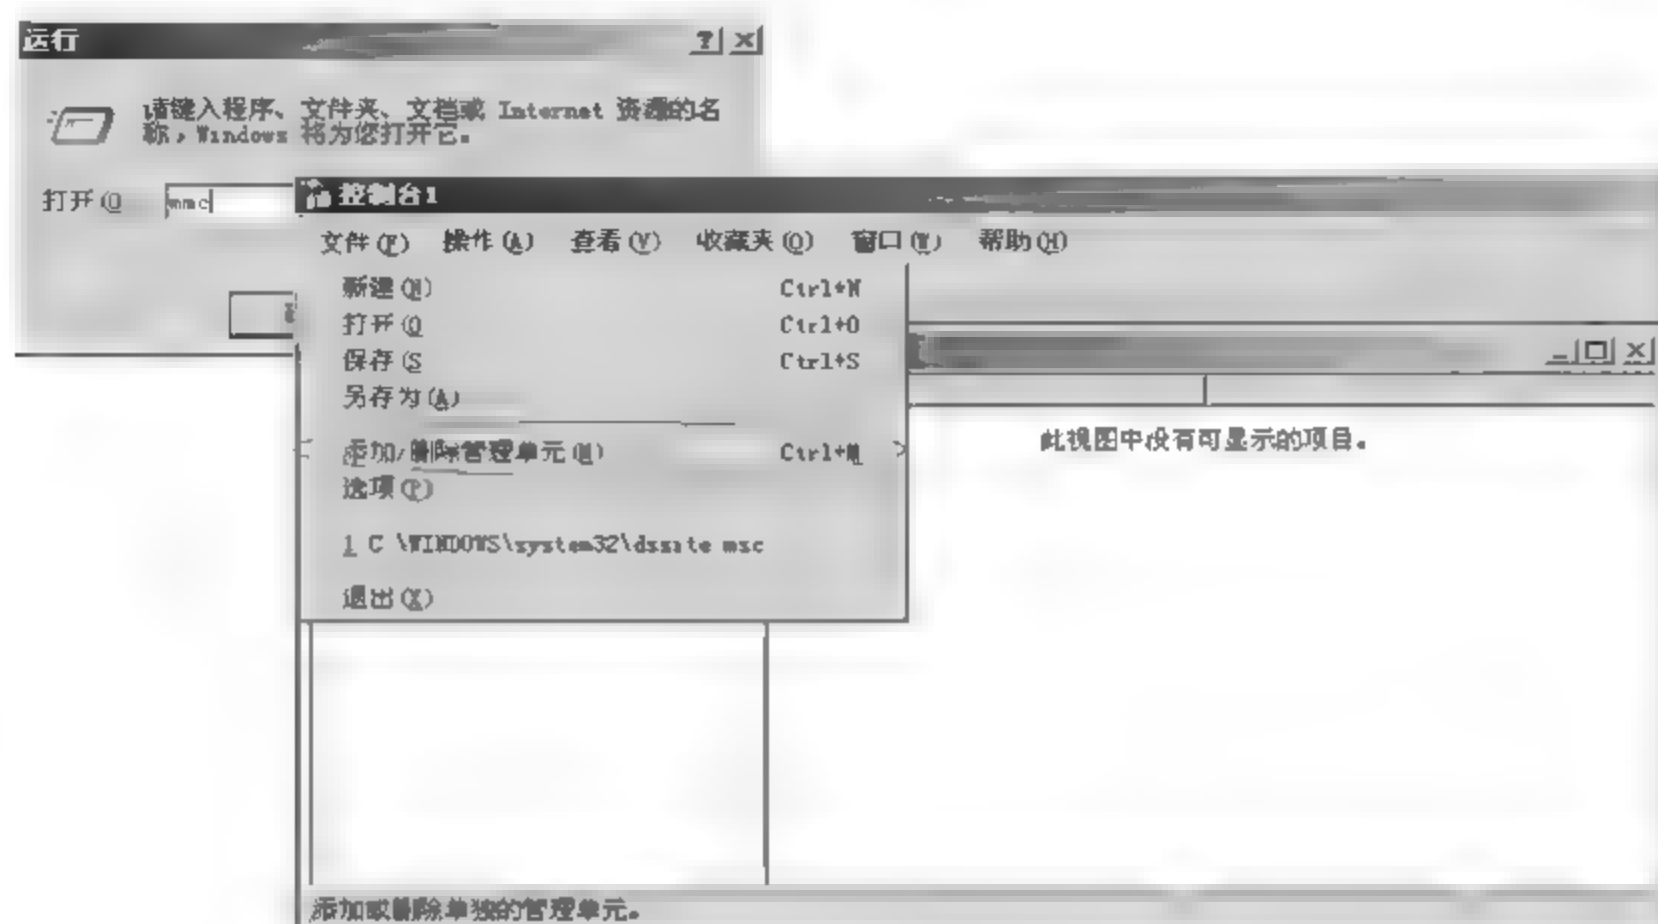 运行
请键入程序、文件夹、文档或 Internet 资源的名
称，Windows 将为您打开它。
打开(O
mmc
控制台1
文件(F) 操作(A) 查看(V) 收藏夹(O) 窗口(W) 帮助(H)
新建(N) Ctrl+N
打开(O Ctrl+O
保存(S Ctrl+S
另存为(A)
添加/删除管理单元(M) Ctrl+M
选项(P)
1 C \WINDOWS\system32\dssite msc
退出(X)
此视图中没有可显示的项目。
添加或删除单独的管理单元。